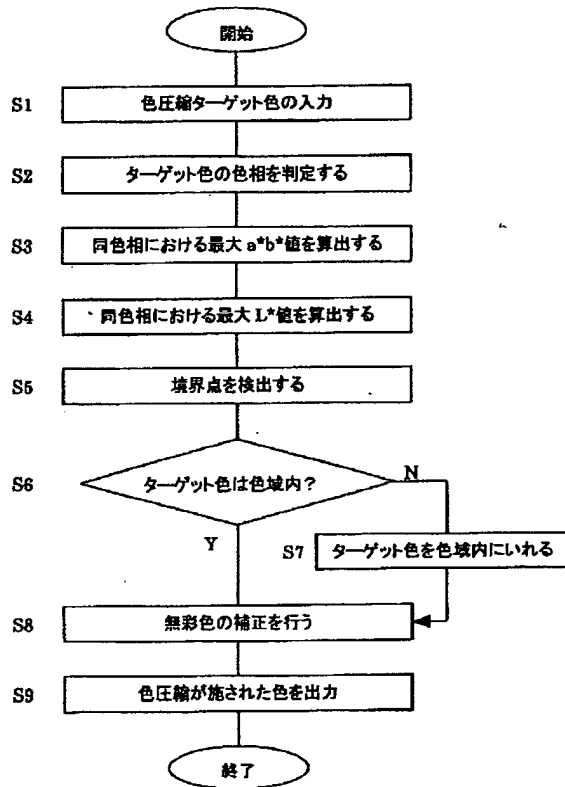 開始
S1 色圧縮ターゲット色の入力
S2 ターゲット色の色相を判定する
S3 同色相における最大 a*b*値を算出する
S4 同色相における最大 L*値を算出する
S5 境界点を検出する
S6 ターゲット色は色域内？
N
Y
S7 ターゲット色を色域内にいれる
S8 無彩色の補正を行う
S9 色圧縮が施された色を出力
終了